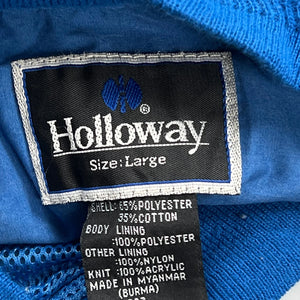 ®
Holloway
Size: Large
SHELL: 65%POLYESTER
35%COTTON
BODY LINING
:100%POLYESTER
OTHER LINING
:100%NYLON
KNIT :100%ACRYLIC
MADE IN MYANMAR
(BURMA)